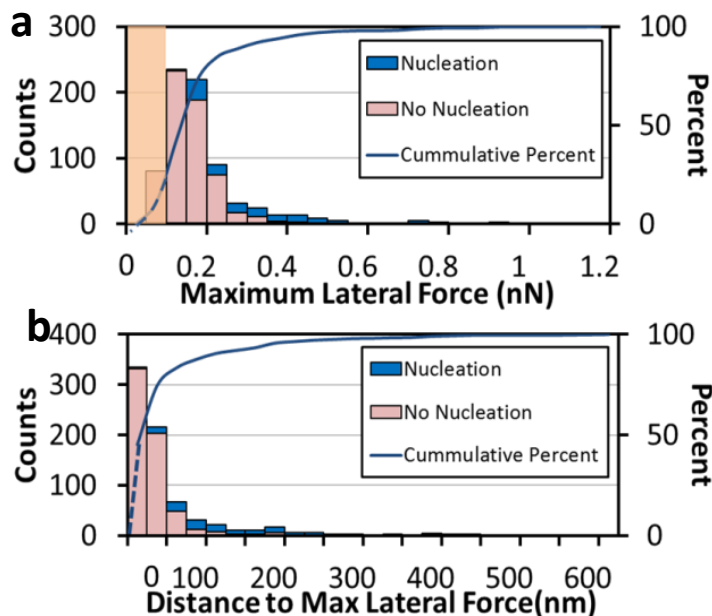 a
300
200
100
0
Counts
100
50
0
Percent
Nucleation
No Nucleation
Cummulative Percent
0 0.2 0.4 0.6 0.8 1 1.2
Maximum Lateral Force (nN)
b
400
300
200
100
0
Counts
100
50
0
Percent
Nucleation
No Nucleation
Cummulative Percent
0 100 200 300 400 500 600
Distance to Max Lateral Force(nm)